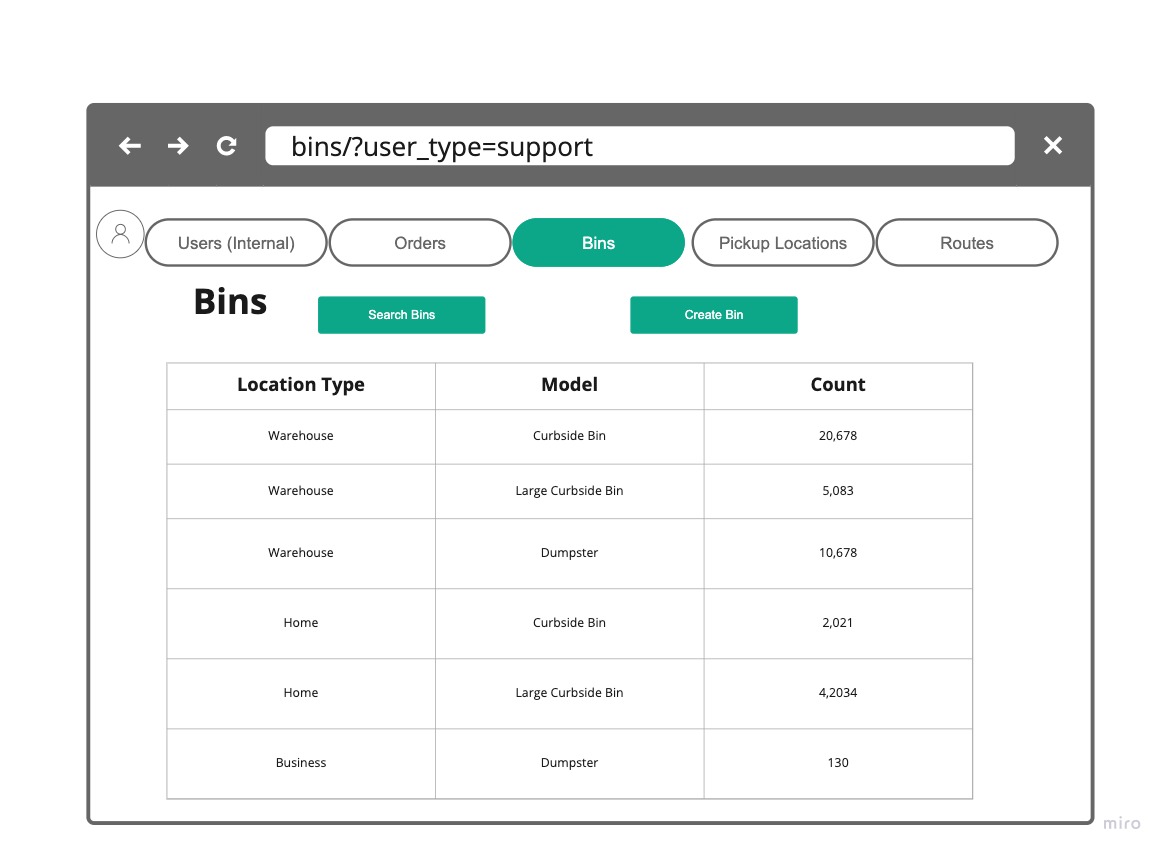 bins/?user_type=support
Users (Internal) Orders Bins Pickup Locations Routes
Bins
Search Bins Create Bin
Location Type Model Count
Warehouse Curbside Bin 20,678
Warehouse Large Curbside Bin 5,083
Warehouse Dumpster 10,678
Home Curbside Bin 2,021
Home Large Curbside Bin 4,2034
Business Dumpster 130
miro